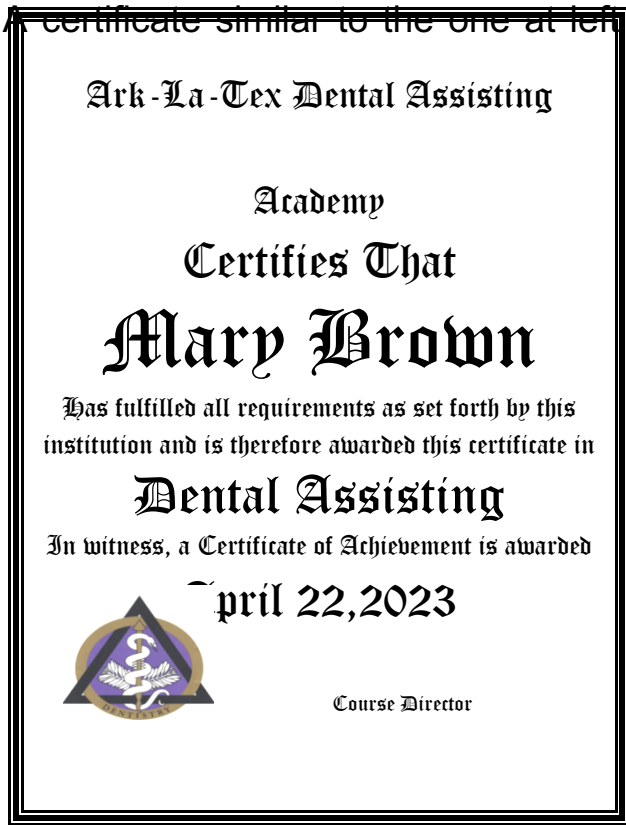 A certificate similar to the one at left
Ark-La-Tex Dental Assisting
Academy
Certifies That
Mary Brown
Has fulfilled all requirements as set forth by this
institution and is therefore awarded this certificate in
Dental Assisting
In witness, a Certificate of Achievement is awarded
April 22,2023
DENTISTRY
Course Director